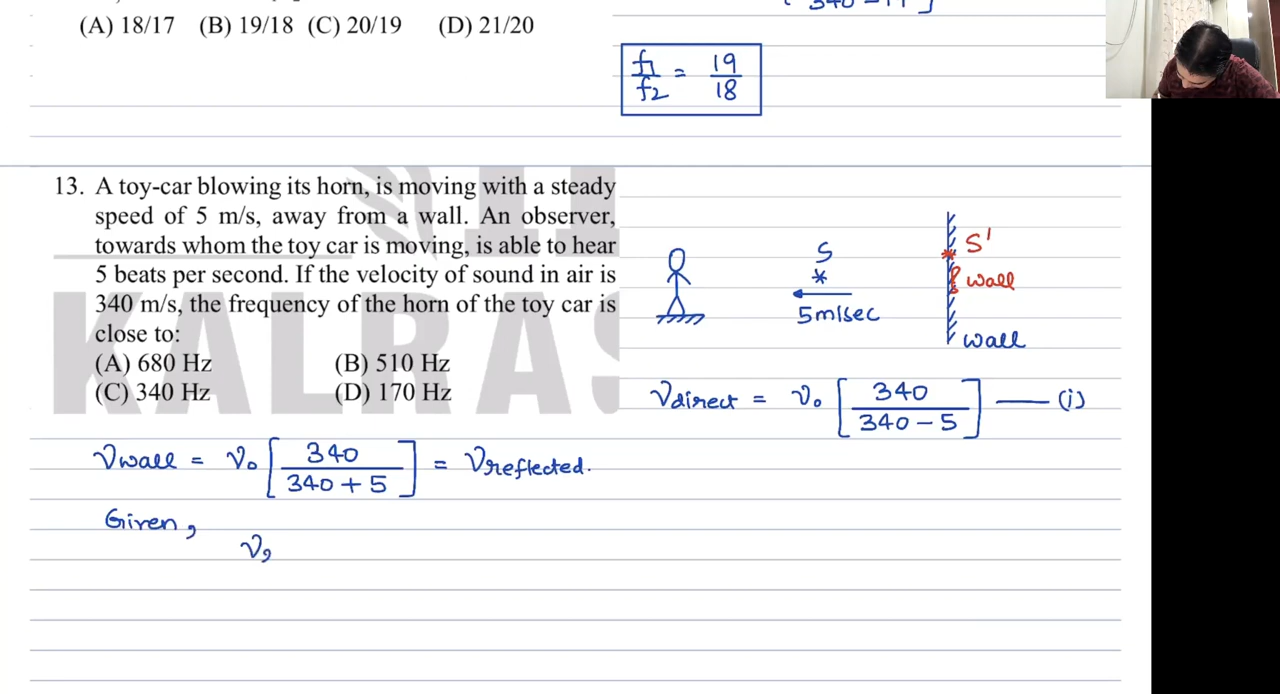 (A) 18/17 (B) 19/18 (C) 20/19 (D) 21/20
f1/f2 = 19/18
13. A toy-car blowing its horn, is moving with a steady
speed of 5 m/s, away from a wall. An observer,
towards whom the toy car is moving, is able to hear
5 beats per second. If the velocity of sound in air is
340 m/s, the frequency of the horn of the toy car is
close to:
(A) 680 Hz (B) 510 Hz
(C) 340 Hz (D) 170 Hz
S
*
5m/sec
S'
wall
wall
νdirect = ν₀ [340 / 340 - 5] —— (i)
νwall = ν₀ [340 / 340 + 5] = νreflected.
Given,
ν
KALRAS